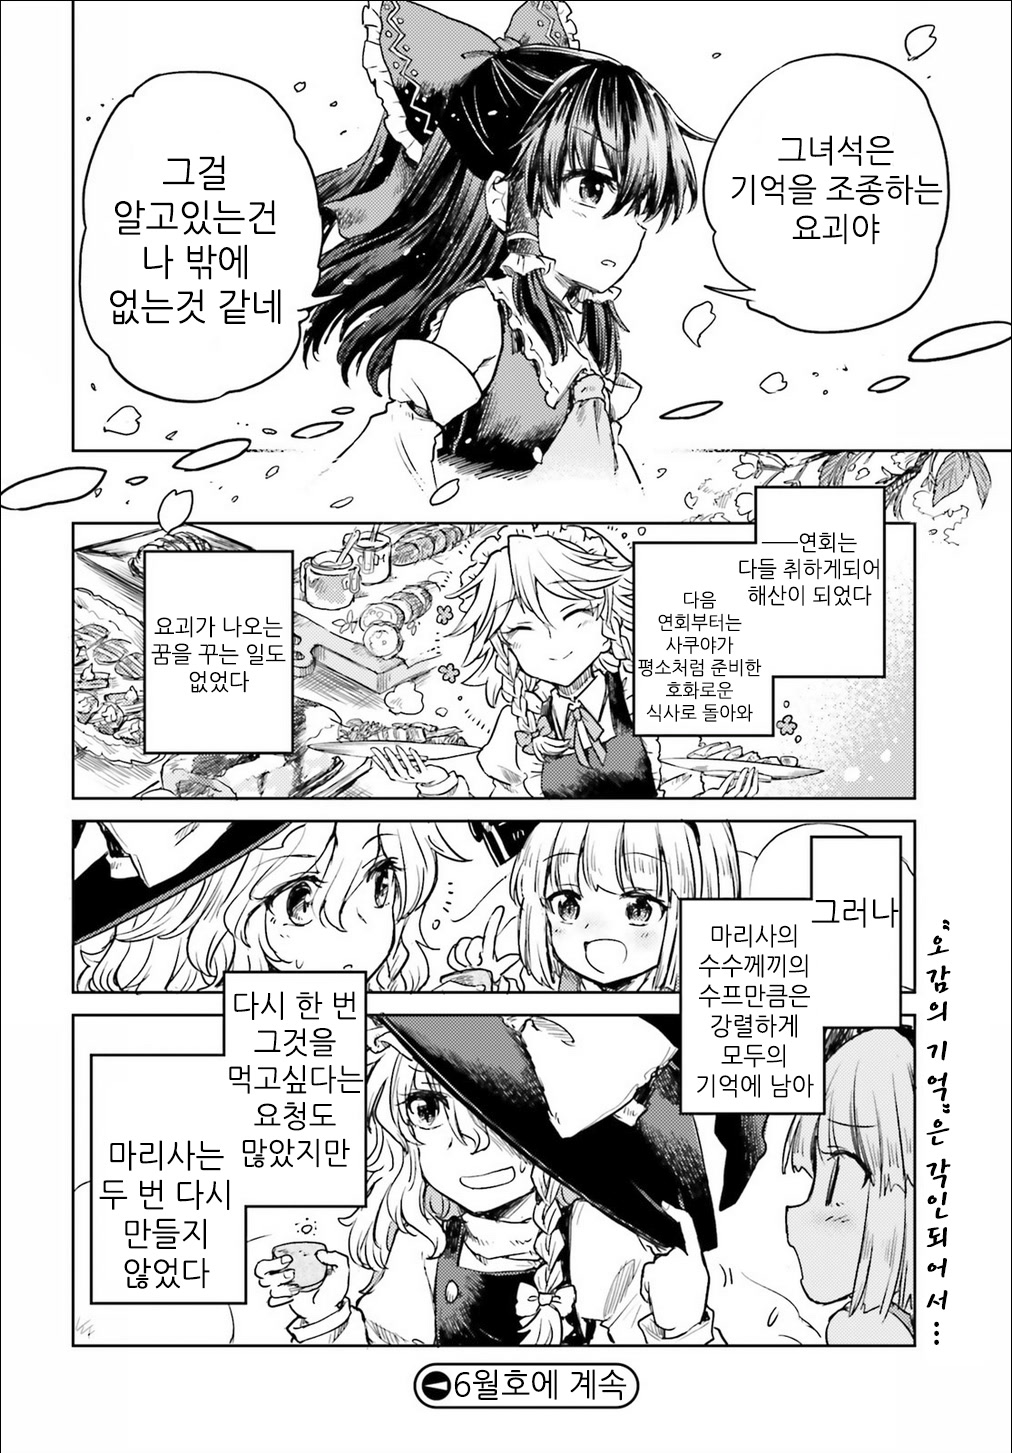 그녀석은
기억을 조종하는
요괴야
그걸
알고있는건
나 밖에
없는것 같네
──연회는
다들 취하게되어
해산이 되었다
다음
연회부터는
사쿠야가
평소처럼 준비한
호화로운
식사로 돌아와
요괴가 나오는
꿈을 꾸는 일도
없었다
그러나
마리사의
수수께끼의
수프만큼은
강렬하게
모두의
기억에 남아
다시 한 번
그것을
먹고싶다는
요청도
많았지만
마리사는
두 번 다시
만들지
않었다
"오감의 기억"은 각인되어서…
6월호에 계속